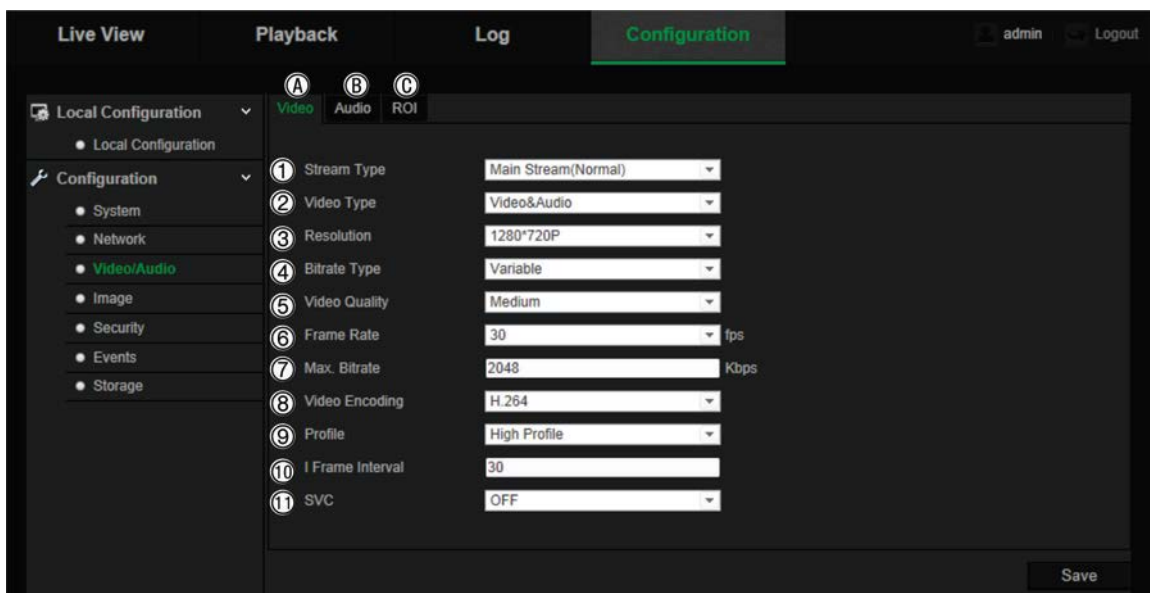 Live View Playback Log Configuration admin Logout
Ⓐ Ⓑ Ⓒ
Local Configuration Video Audio ROI
Local Configuration
Configuration
System
Network
Video/Audio
Image
Security
Events
Storage
① Stream Type Main Stream(Normal)
② Video Type Video&Audio
③ Resolution 1280*720P
④ Bitrate Type Variable
⑤ Video Quality Medium
⑥ Frame Rate 30 fps
⑦ Max. Bitrate 2048 Kbps
⑧ Video Encoding H.264
⑨ Profile High Profile
⑩ I Frame Interval 30
⑪ SVC OFF
Save